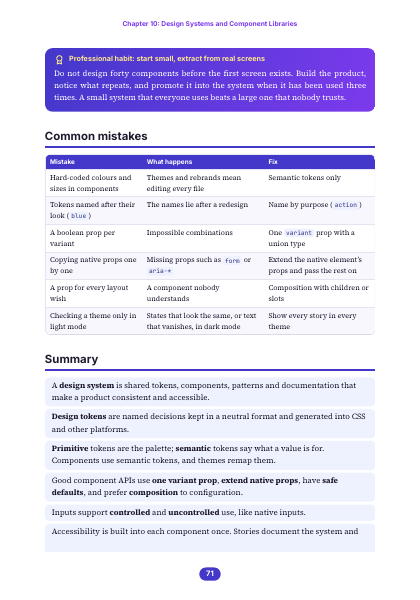 Chapter 10: Design Systems and Component Libraries
Professional habit: start small, extract from real screens
Do not design forty components before the first screen exists. Build the product,
notice what repeats, and promote it into the system when it has been used three
times. A small system that everyone uses beats a large one that nobody trusts.
Common mistakes
Mistake What happens Fix
Hard-coded colours and Themes and rebrands mean Semantic tokens only
sizes in components editing every file
Tokens named after their The names lie after a redesign Name by purpose ( action )
look ( blue )
A boolean prop per Impossible combinations One variant prop with a
variant union type
Copying native props one Missing props such as form or Extend the native element's
by one aria-* props and pass the rest on
A prop for every layout A component nobody Composition with children or
wish understands slots
Checking a theme only in States that look the same, or text Show every story in every
light mode that vanishes, in dark mode theme
Summary
A design system is shared tokens, components, patterns and documentation that
make a product consistent and accessible.
Design tokens are named decisions kept in a neutral format and generated into CSS
and other platforms.
Primitive tokens are the palette; semantic tokens say what a value is for.
Components use semantic tokens, and themes remap them.
Good component APIs use one variant prop, extend native props, have safe
defaults, and prefer composition to configuration.
Inputs support controlled and uncontrolled use, like native inputs.
Accessibility is built into each component once. Stories document the system and
71